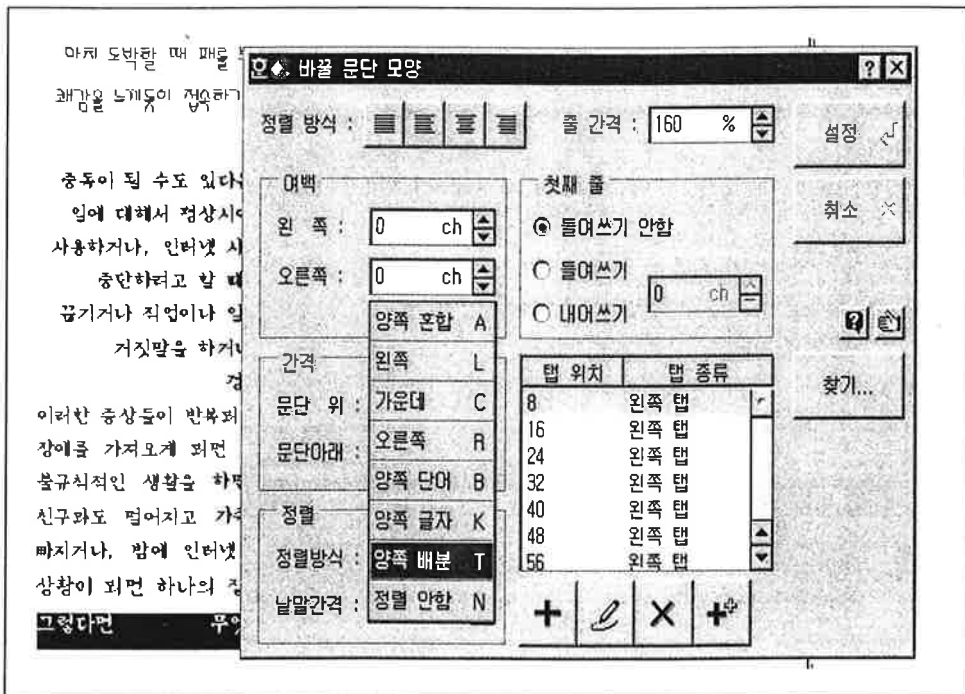 마치 도박할 때 패를
쾌감을 느끼듯이 접속하기
중독이 될 수도 있다
일에 대해서 정상시
사용하거나, 인터넷 사
중단하려고 할 때
끊기거나 직업이나 일
거짓말을 하거나
이러한 증상들이 반복되
장애를 가져오게 되면
불규칙적인 생활을 하면
친구와도 멀어지고 가족
빠지거나, 밤에 인터넷
상황이 되면 하나의
그렇다면 무엇
바꿀 문단 모양
정렬 방식 : 줄 간격 : 160 %
설정
취소
찾기...
여백
왼 쪽 : 0 ch
오른쪽 : 0 ch
첫째 줄
들여쓰기 안함
들여쓰기
내어쓰기
0 ch
간격
문단 위 :
문단아래 :
정렬
정렬방식 :
낱말간격 :
양쪽 혼합 A
왼쪽 L
가운데 C
오른쪽 R
양쪽 단어 B
양쪽 글자 K
양쪽 배분 T
정렬 안함 N
탭 위치 탭 종류
8 왼쪽 탭
16 왼쪽 탭
24 왼쪽 탭
32 왼쪽 탭
40 왼쪽 탭
48 왼쪽 탭
56 왼쪽 탭